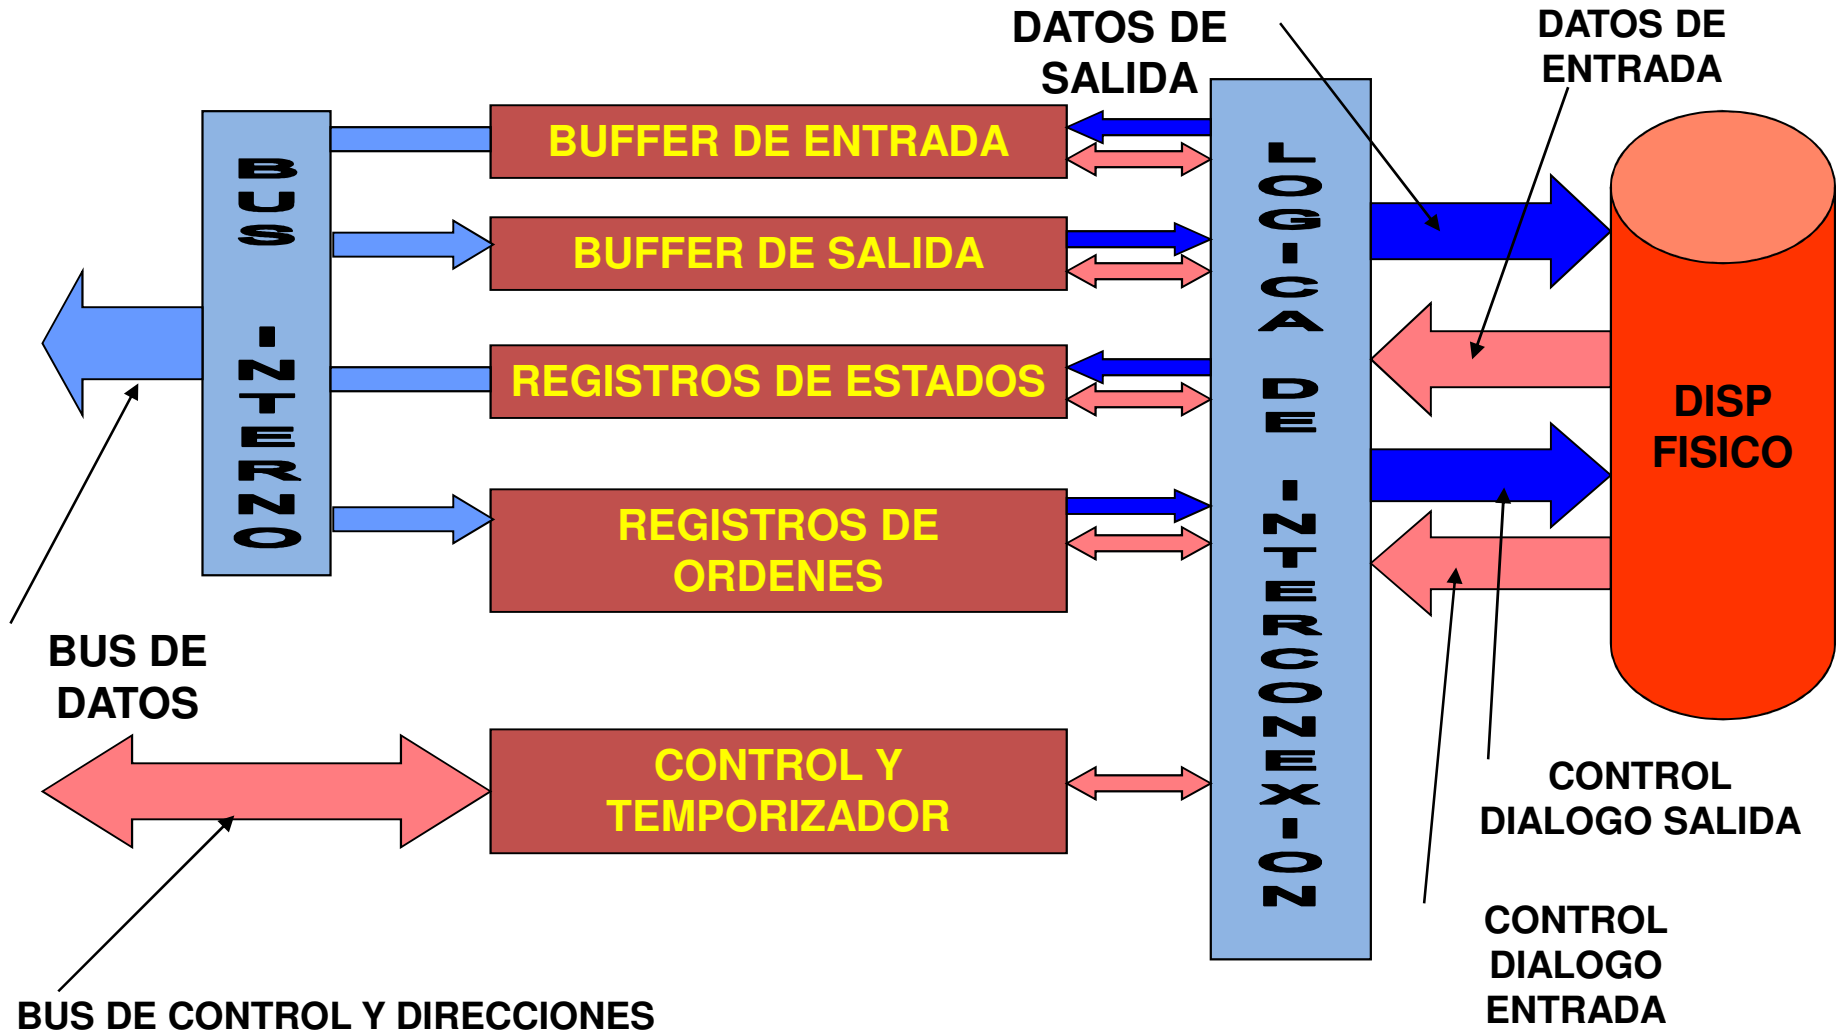 DATOS DE
SALIDA
DATOS DE
ENTRADA
BUS INTERNO
BUFFER DE ENTRADA
BUFFER DE SALIDA
REGISTROS DE ESTADOS
REGISTROS DE
ORDENES
CONTROL Y
TEMPORIZADOR
LOGICA DE INTERCONEXION
DISP
FISICO
BUS DE
DATOS
CONTROL
DIALOGO SALIDA
CONTROL
DIALOGO
ENTRADA
BUS DE CONTROL Y DIRECCIONES